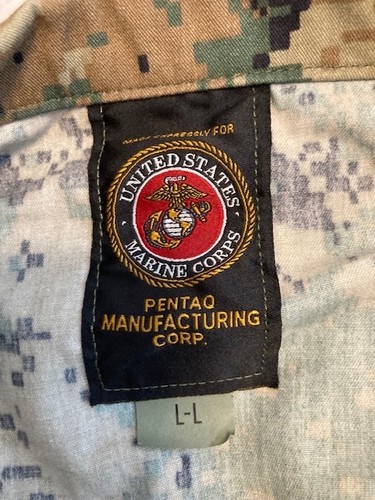 MADE EXPRESSLY FOR
UNITED STATES
MARINE CORPS
PENTAQ
MANUFACTURING
CORP.
L-L